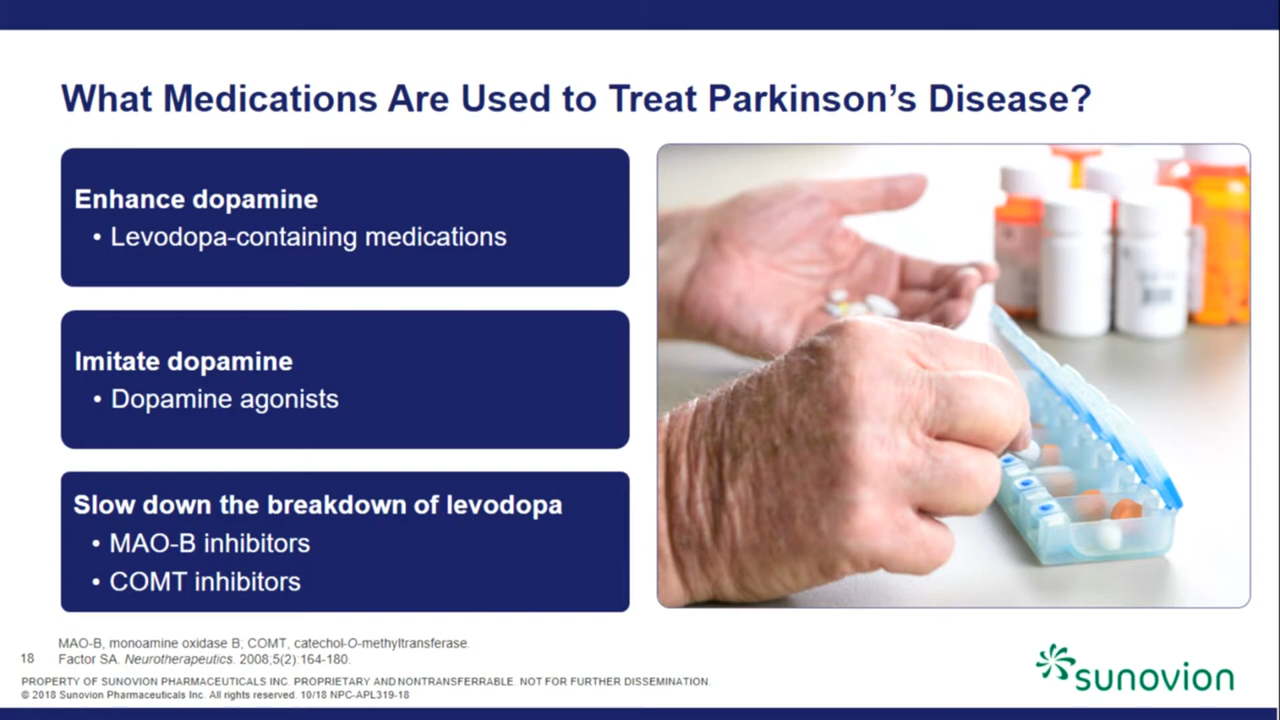 What Medications Are Used to Treat Parkinson’s Disease?
Enhance dopamine
• Levodopa-containing medications
Imitate dopamine
• Dopamine agonists
Slow down the breakdown of levodopa
• MAO-B inhibitors
• COMT inhibitors
MAO-B, monoamine oxidase B; COMT, catechol-O-methyltransferase.
18 Factor SA. Neurotherapeutics. 2008;5(2):164-180.
PROPERTY OF SUNOVION PHARMACEUTICALS INC. PROPRIETARY AND NONTRANSFERRABLE. NOT FOR FURTHER DISSEMINATION.
© 2018 Sunovion Pharmaceuticals Inc. All rights reserved. 10/18 NPC-APL319-18
sunovion